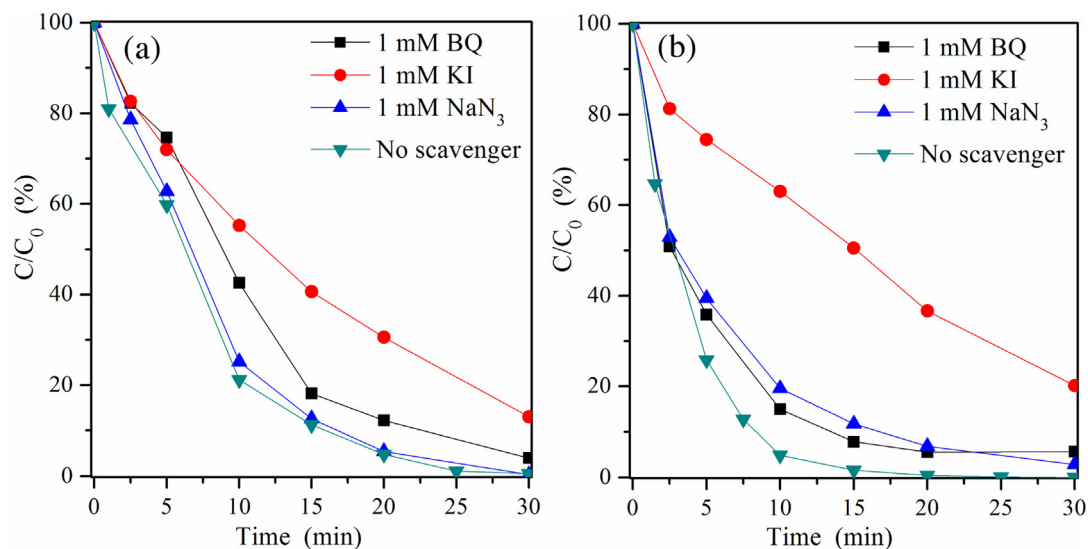 (a)
1 mM BQ
1 mM KI
1 mM NaN₃
No scavenger
C/C₀ (%)
100
80
60
40
20
0
0 5 10 15 20 25 30
Time (min)
(b)
1 mM BQ
1 mM KI
1 mM NaN₃
No scavenger
C/C₀ (%)
100
80
60
40
20
0
0 5 10 15 20 25 30
Time (min)